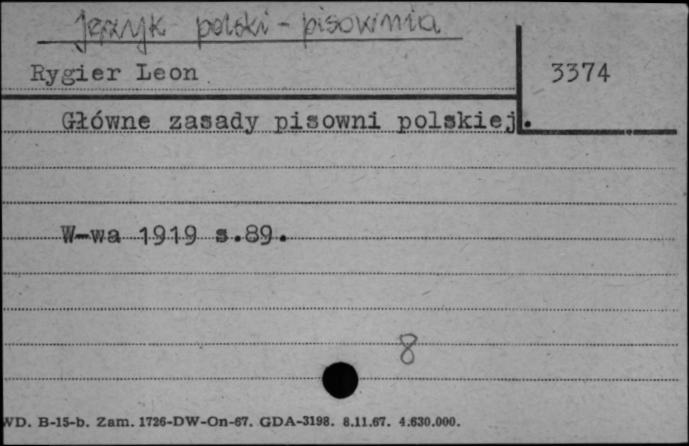 Język polski - pisownia
Rygier Leon
3374
Główne zasady pisowni polskiej.
W-wa 1919 s.89.
8
WD. B-15-b. Zam. 1726-DW-On-67. GDA-3198. 8.11.67. 4.630.000.